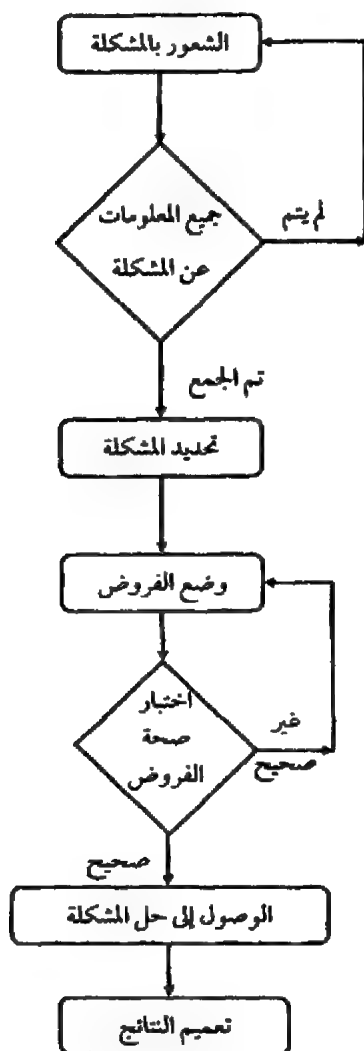 الشعور بالمشكلة
جميع المعلومات
عن المشكلة
لم يتم
تم الجمع
تحديد المشكلة
وضع الفروض
اختبار
صحة
الفروض
غير
صحيح
صحيح
الوصول إلى حل المشكلة
تعميم النتائج